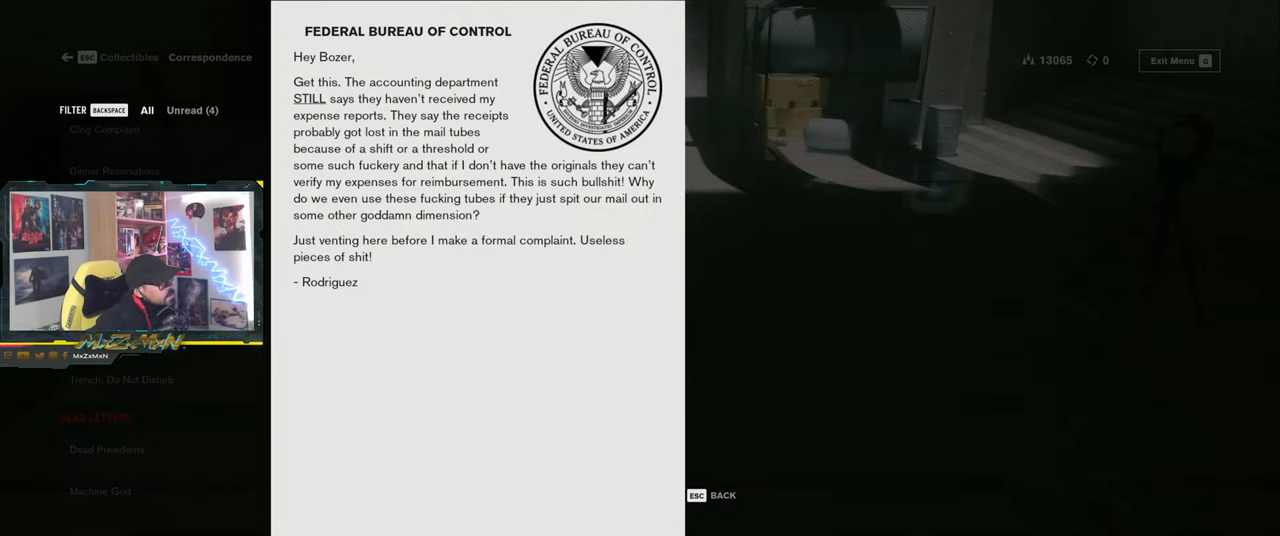 FEDERAL BUREAU OF CONTROL
Hey Bozer,
Get this. The accounting department
STILL says they haven't received my
expense reports. They say the receipts
probably got lost in the mail tubes
because of a shift or a threshold or
some such fuckery and that if I don't have the originals they can't
verify my expenses for reimbursement. This is such bullshit! Why
do we even use these fucking tubes if they just spit our mail out in
some other goddamn dimension?
Just venting here before I make a formal complaint. Useless
pieces of shit!
- Rodriguez
FEDERAL BUREAU OF CONTROL
UNITED STATES OF AMERICA
ESC Collectibles Correspondence
FILTER BACKSPACE All Unread (4)
Clog Complaint
Dinner Reservations
MxZxMxN
MxZxMxN
Trench: Do Not Disturb
DEAD LETTERS
Dead Presidents
Machine God
13065 0 Exit Menu G
ESC BACK